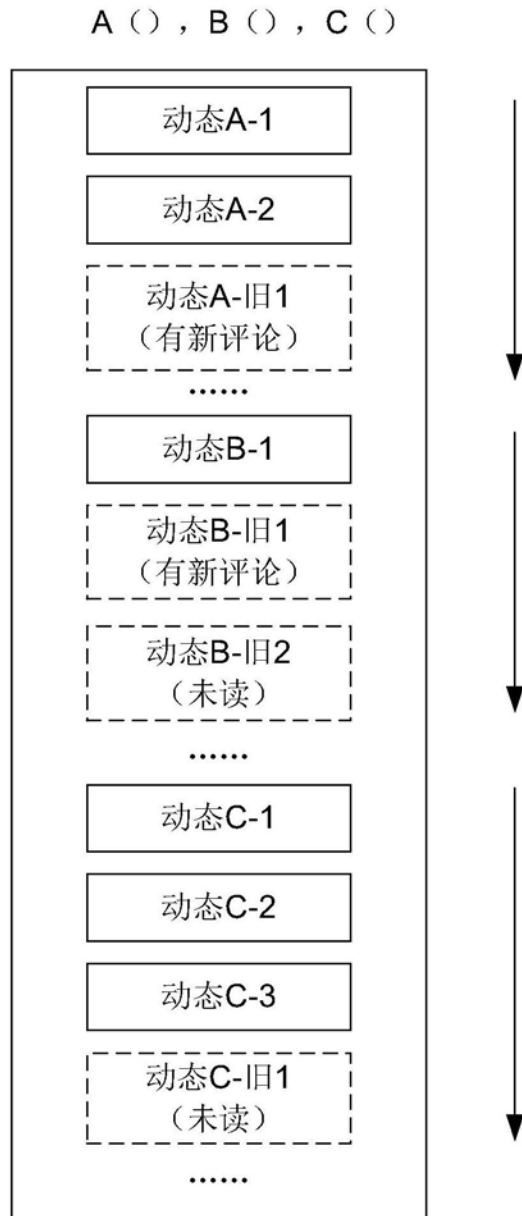 A（），B（），C（）
动态A-1
动态A-2
动态A-旧1
（有新评论）
......
动态B-1
动态B-旧1
（有新评论）
动态B-旧2
（未读）
......
动态C-1
动态C-2
动态C-3
动态C-旧1
（未读）
......